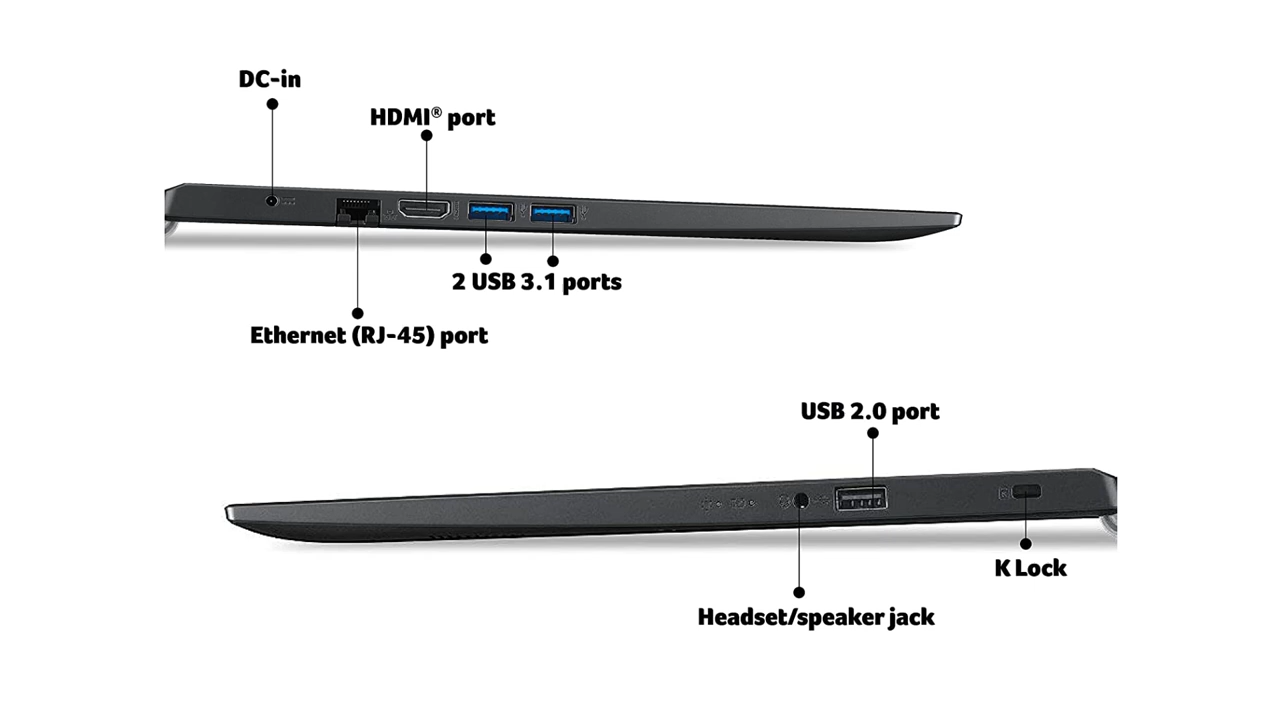 DC-in
HDMI® port
2 USB 3.1 ports
Ethernet (RJ-45) port
USB 2.0 port
K Lock
Headset/speaker jack